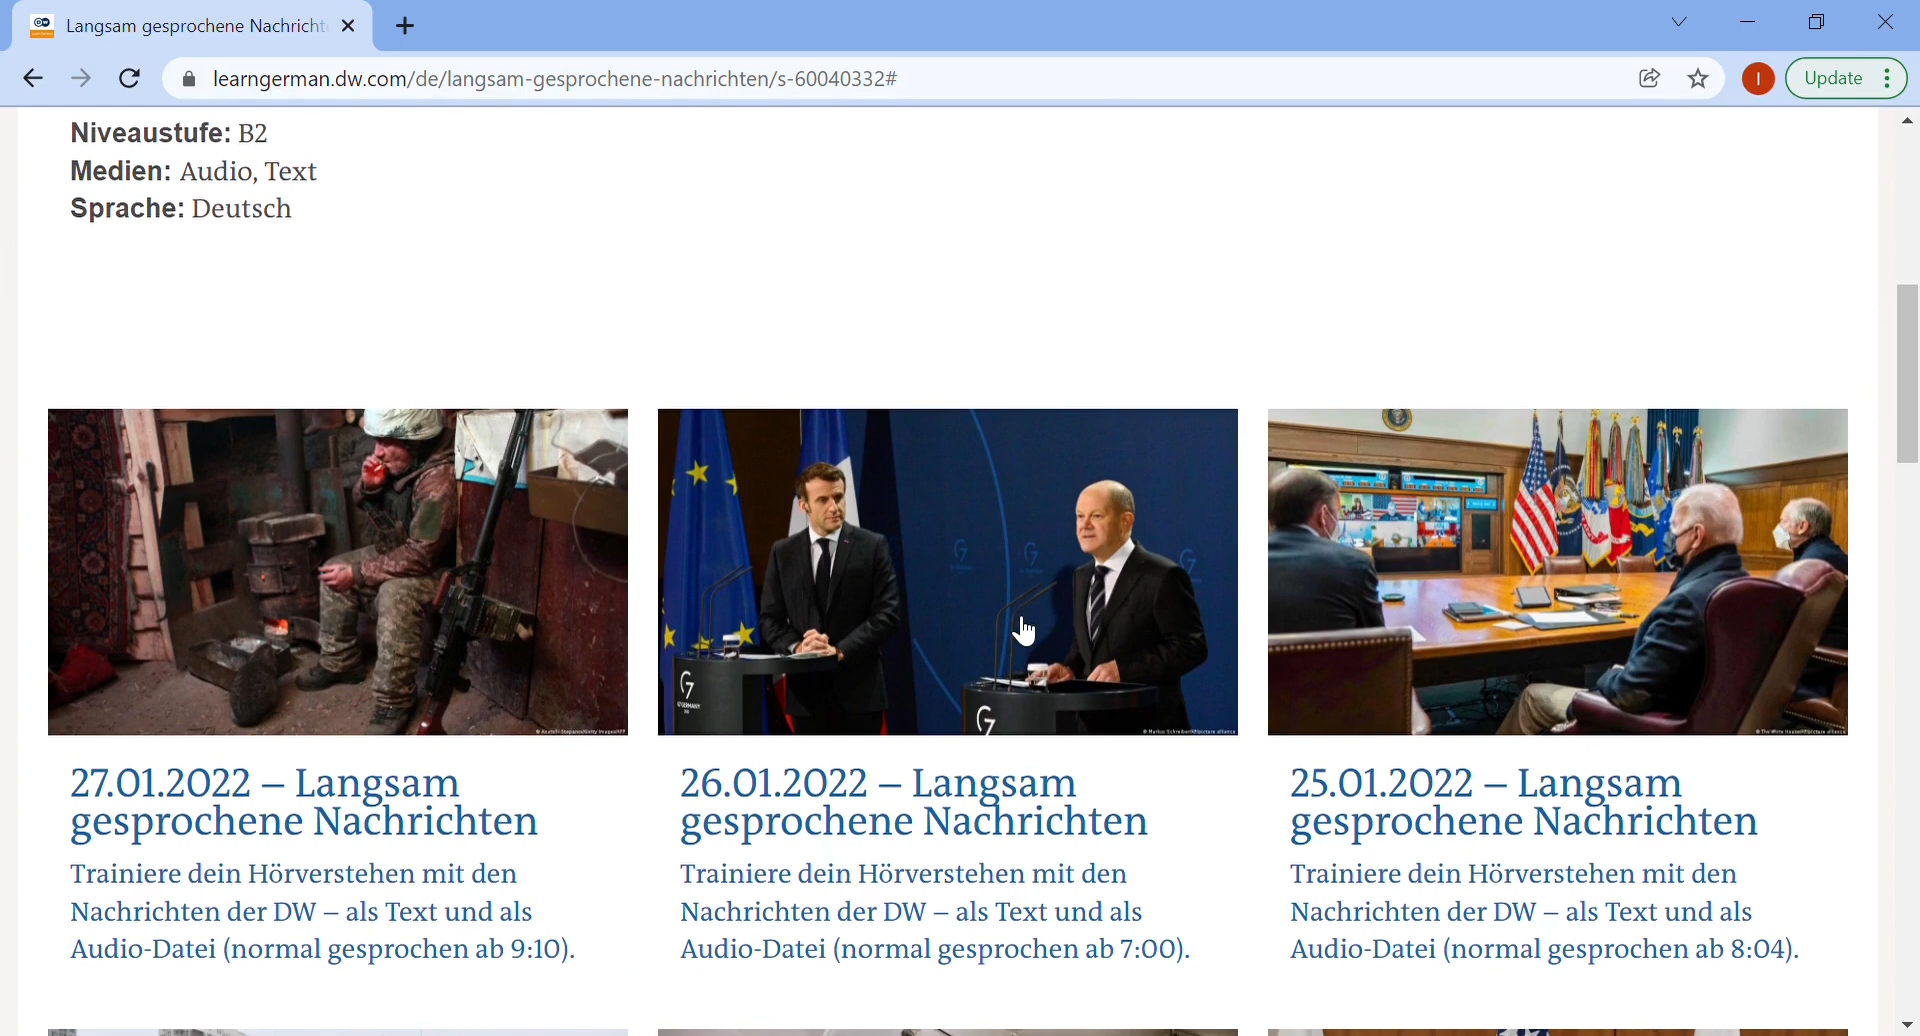 Langsam gesprochene Nachricht
learngerman.dw.com/de/langsam-gesprochene-nachrichten/s-60040332#
I
Update
Niveaustufe: B2
Medien: Audio, Text
Sprache: Deutsch
27.01.2022 – Langsam
gesprochene Nachrichten
Trainiere dein Hörverstehen mit den
Nachrichten der DW – als Text und als
Audio-Datei (normal gesprochen ab 9:10).
26.01.2022 – Langsam
gesprochene Nachrichten
Trainiere dein Hörverstehen mit den
Nachrichten der DW – als Text und als
Audio-Datei (normal gesprochen ab 7:00).
25.01.2022 – Langsam
gesprochene Nachrichten
Trainiere dein Hörverstehen mit den
Nachrichten der DW – als Text und als
Audio-Datei (normal gesprochen ab 8:04).